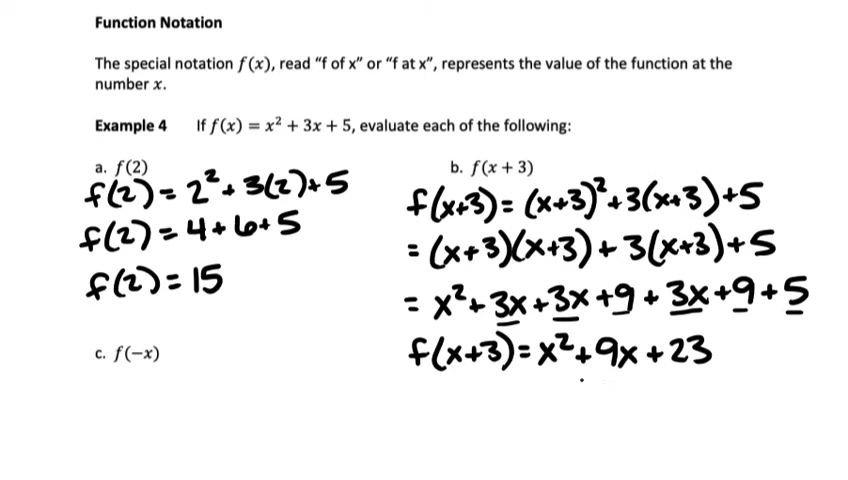 Function Notation
The special notation f(x), read “f of x” or “f at x”, represents the value of the function at the
number x.
Example 4 If f(x) = x² + 3x + 5, evaluate each of the following:
a. f(2)
f(2) = 2² + 3(2) + 5
f(2) = 4 + 6 + 5
f(2) = 15
b. f(x + 3)
f(x+3) = (x+3)² + 3(x+3) + 5
= (x+3)(x+3) + 3(x+3) + 5
= x² + 3x + 3x + 9 + 3x + 9 + 5
f(x+3) = x² + 9x + 23
c. f(−x)